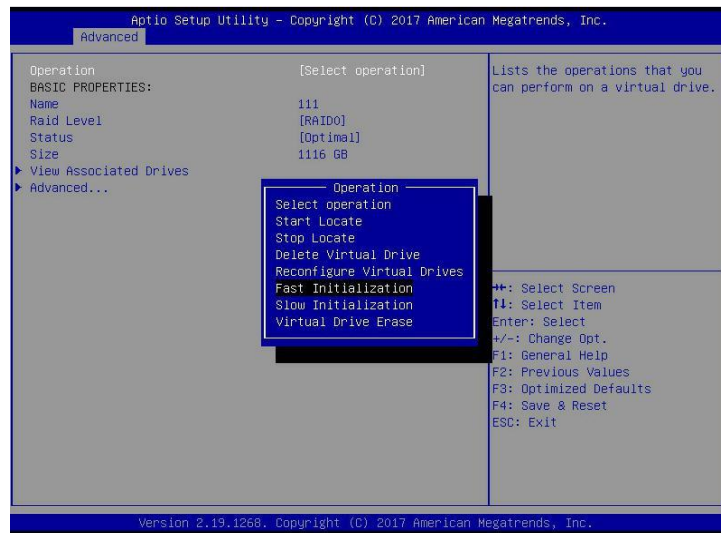 Aptio Setup Utility – Copyright (C) 2017 American Megatrends, Inc.
Advanced
Operation [Select operation]
BASIC PROPERTIES:
Name 111
Raid Level [RAID0]
Status [Optimal]
Size 1116 GB
View Associated Drives
Advanced...
Operation
Select operation
Start Locate
Stop Locate
Delete Virtual Drive
Reconfigure Virtual Drives
Fast Initialization
Slow Initialization
Virtual Drive Erase
Lists the operations that you
can perform on a virtual drive.
→←: Select Screen
↑↓: Select Item
Enter: Select
+/-: Change Opt.
F1: General Help
F2: Previous Values
F3: Optimized Defaults
F4: Save & Reset
ESC: Exit
Version 2.19.1268. Copyright (C) 2017 American Megatrends, Inc.